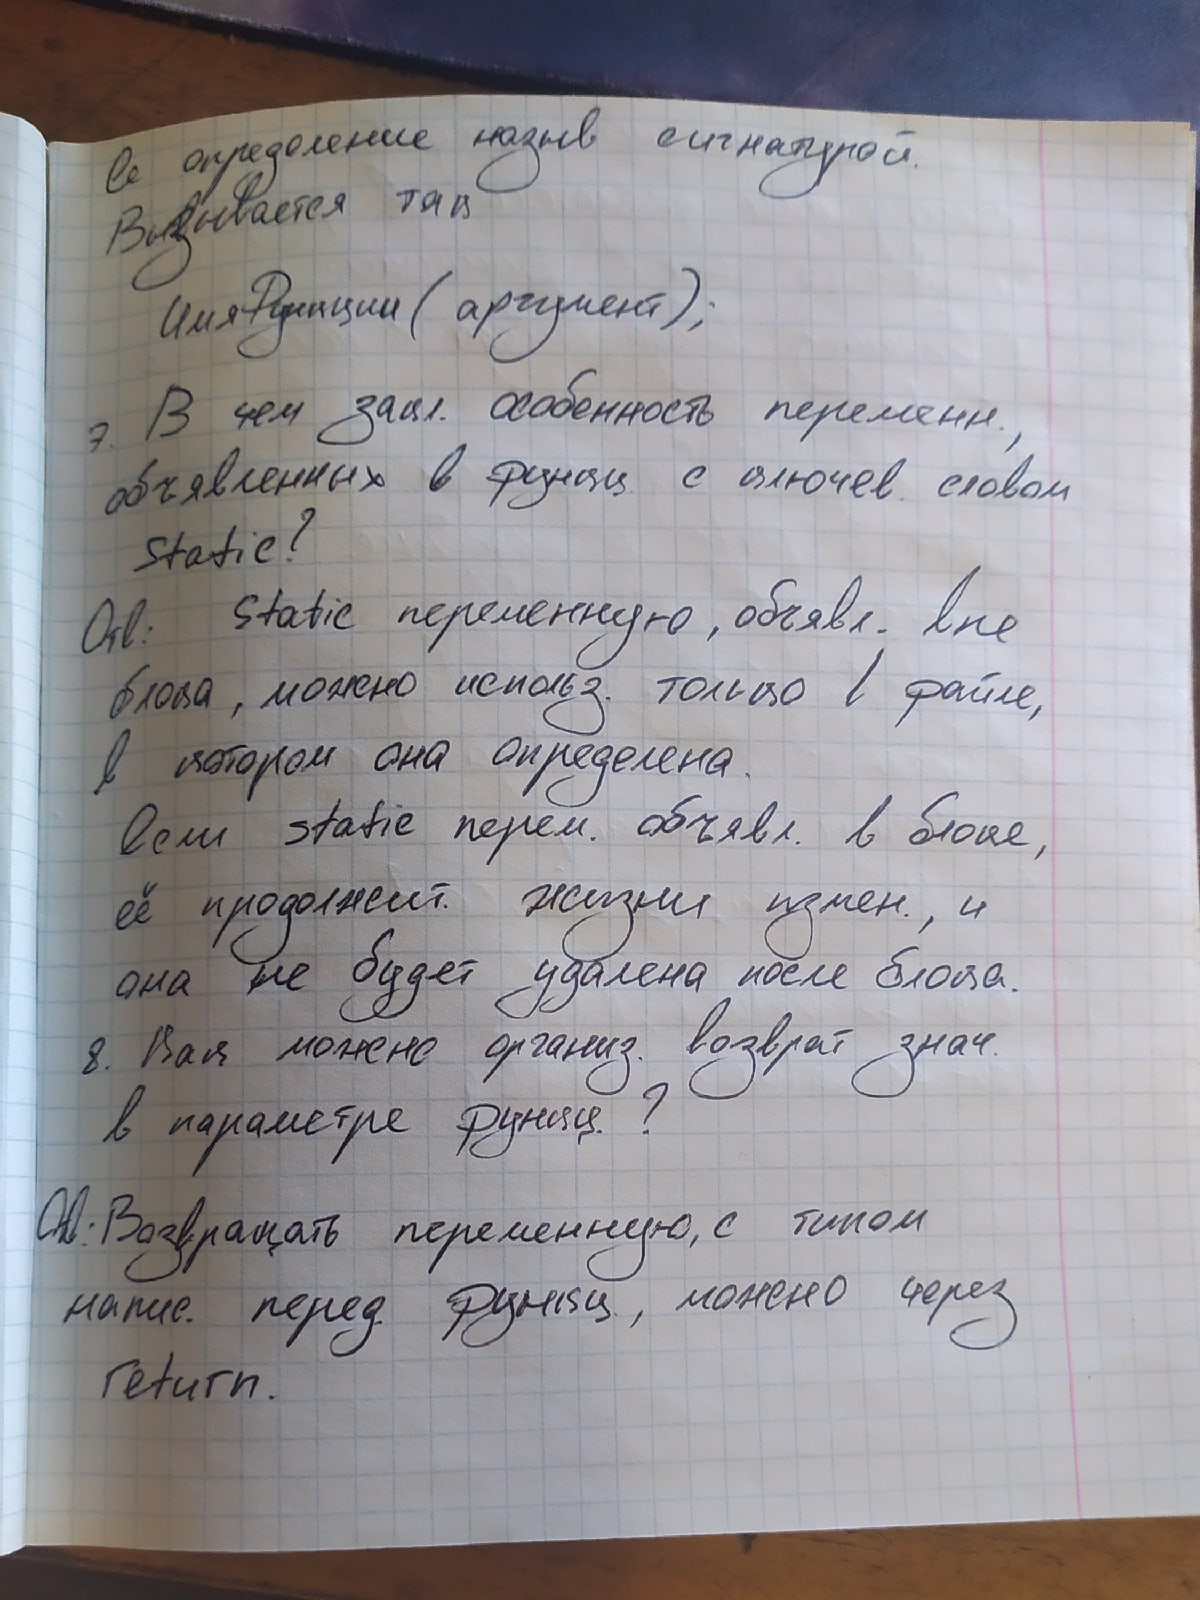 Ее определение назыв сигнатурой.
Вызывается так
ИмяФункции (аргумент);
7. В чем закл. особенность переменн.,
объявленных в функц. с ключев. словом
static?
Отв: Static переменную, объявл. вне
блока, можно использ. только в файле,
в котором она определена.
Если static перем. объявл. в блоке,
её продолжит. жизни измен., и
она не будет удалена после блока.
8. Как можно организ. возврат знач.
в параметре функц.?
Отв: Возвращать переменную, с типом
напис. перед функц., можно через
return.